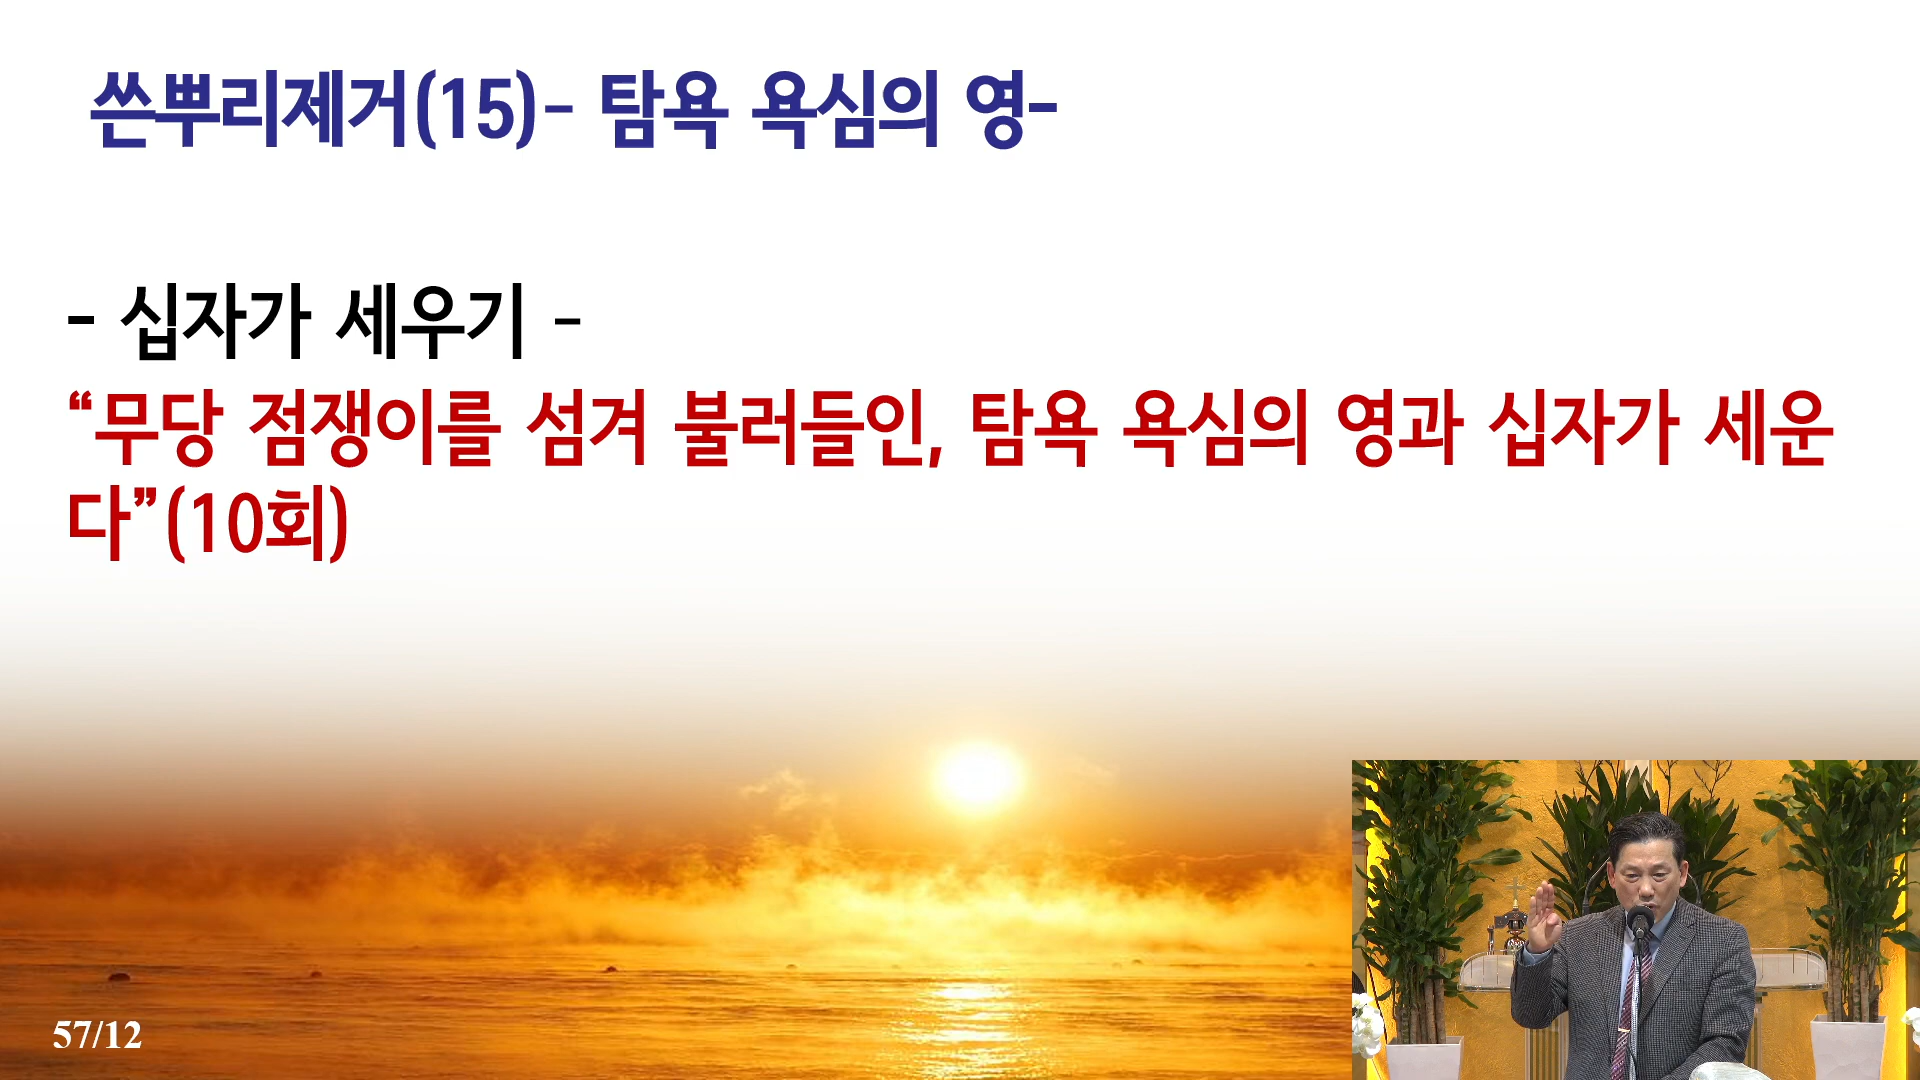 쓴뿌리제거(15)- 탐욕 욕심의 영-
- 십자가 세우기 -
“무당 점쟁이를 섬겨 불러들인, 탐욕 욕심의 영과 십자가 세운
다”(10회)
57/12